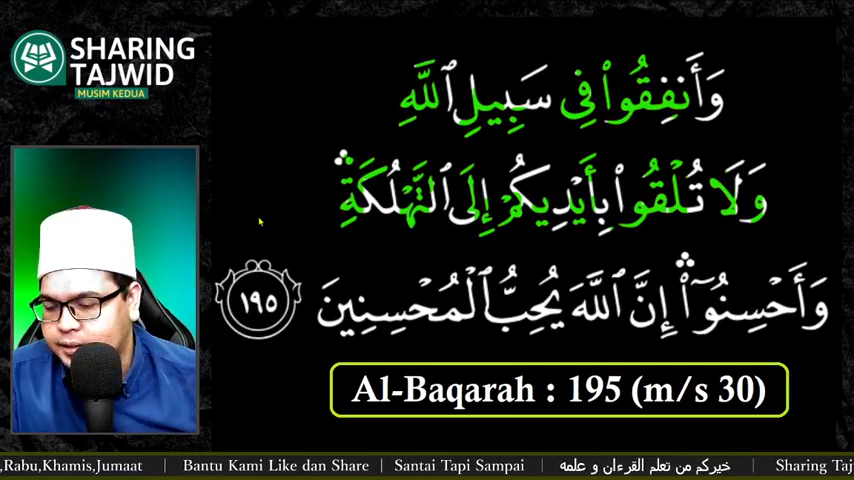 SHARING
TAJWID
MUSIM KEDUA
وَأَنفِقُوا۟ فِى سَبِيلِ ٱللَّهِ
وَلَا تُلْقُوا۟ بِأَيْدِيكُمْ إِلَى ٱلتَّهْلُكَةِ ۛ
وَأَحْسِنُوٓا۟ ۛ إِنَّ ٱللَّهَ يُحِبُّ ٱلْمُحْسِنِينَ ١٩٥
Al-Baqarah : 195 (m/s 30)
,Rabu,Khamis,Jumaat | Bantu Kami Like dan Share | Santai Tapi Sampai | خيركم من تعلم القرءان و علمه | Sharing Taj